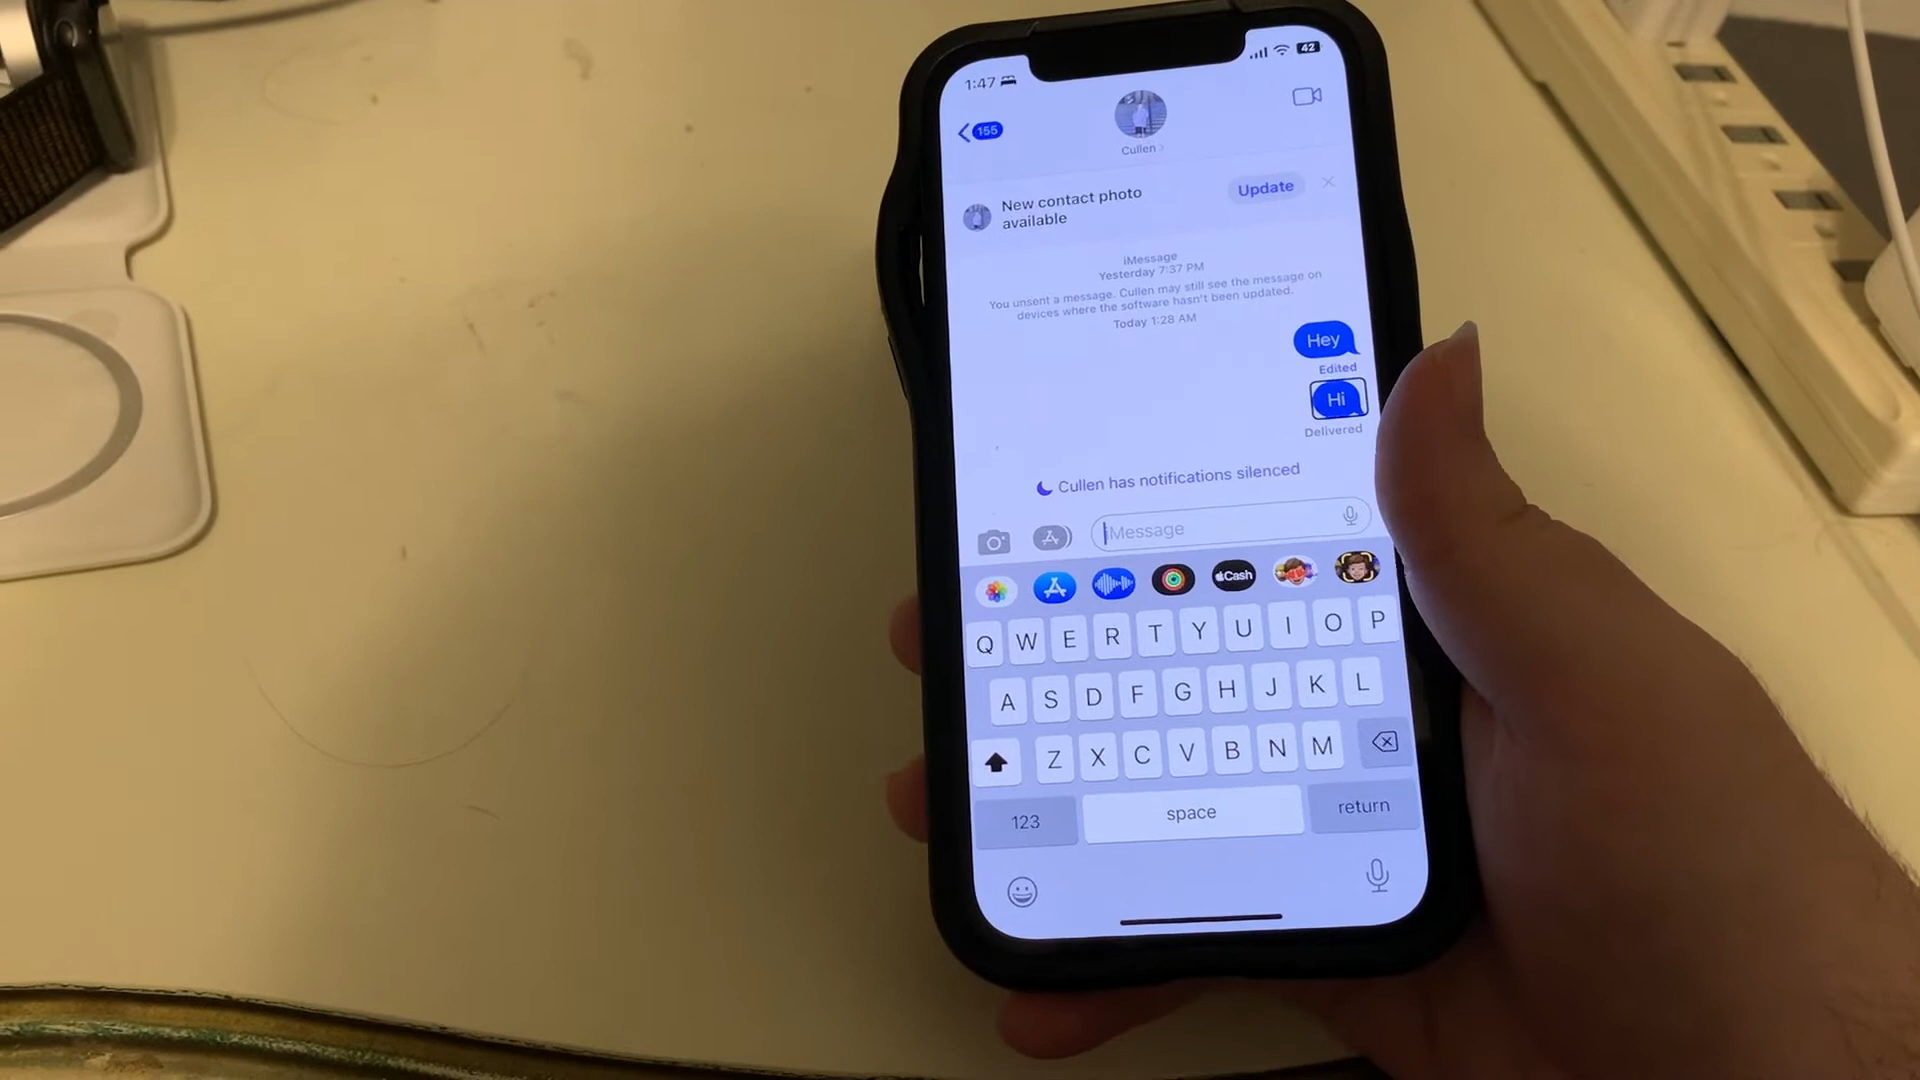 1:47
42
155
Cullen
New contact photo
available
Update
iMessage
Yesterday 7:37 PM
You unsent a message. Cullen may still see the message on
devices where the software hasn't been updated.
Today 1:28 AM
Hey
Edited
Hi
Delivered
Cullen has notifications silenced
iMessage
Cash
Q W E R T Y U I O P
A S D F G H J K L
Z X C V B N M
123 space return